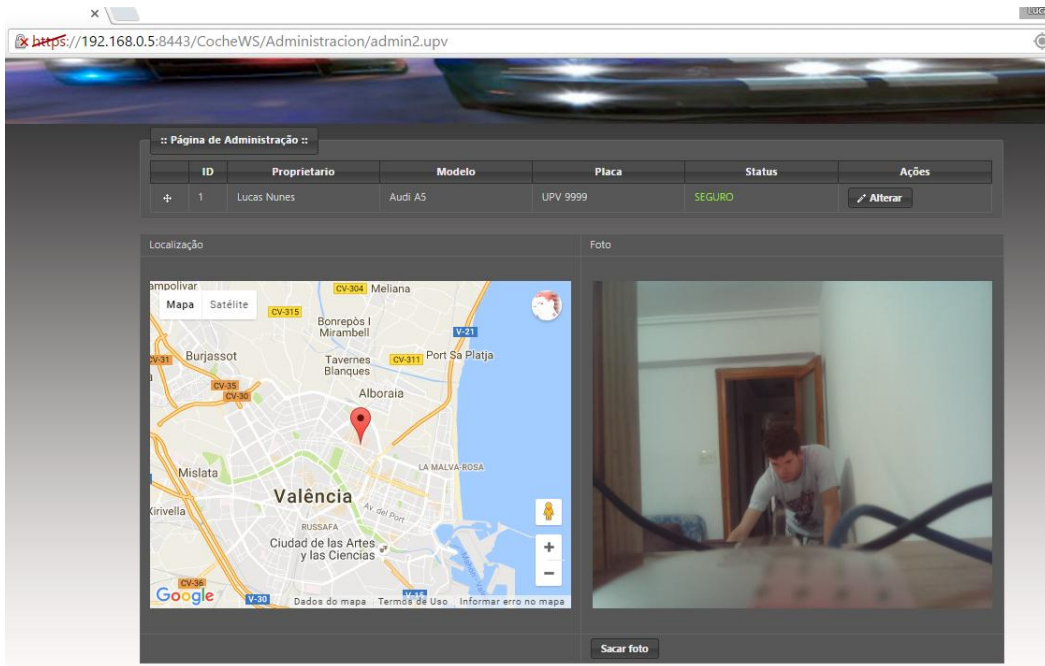 https://192.168.0.5:8443/CocheWS/Administracion/admin2.upv
:: Página de Administração ::
ID Proprietario Modelo Placa Status Ações
1 Lucas Nunes Audi A5 UPV 9999 SEGURO Alterar
Localização Foto
ampolivar
CV-304 Meliana
Mapa Satélite
CV-315
Bonrepòs I
Mirambell
V-21
CV-31 Burjassot
Tavernes
Blanques
CV-311 Port Sa Platja
CV-35
CV-30
Alboraia
Mislata
LA MALVA-ROSA
València
Av. del Port
Xirivella
RUSSAFA
Ciudad de las Artes
y las Ciencias
CV-36
Google V-30 V-15
Dados do mapa Termos de Uso Informar erro no mapa
Sacar foto